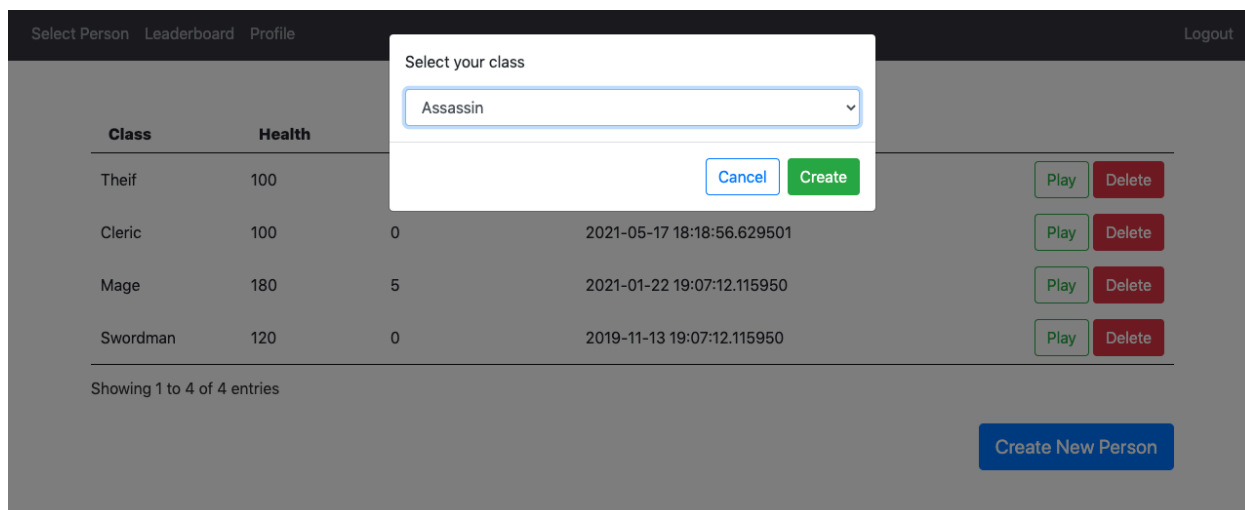 Select Person Leaderboard Profile Logout
Select your class
Assassin
Cancel Create
Class Health
Theif 100 Play Delete
Cleric 100 0 2021-05-17 18:18:56.629501 Play Delete
Mage 180 5 2021-01-22 19:07:12.115950 Play Delete
Swordman 120 0 2019-11-13 19:07:12.115950 Play Delete
Showing 1 to 4 of 4 entries
Create New Person